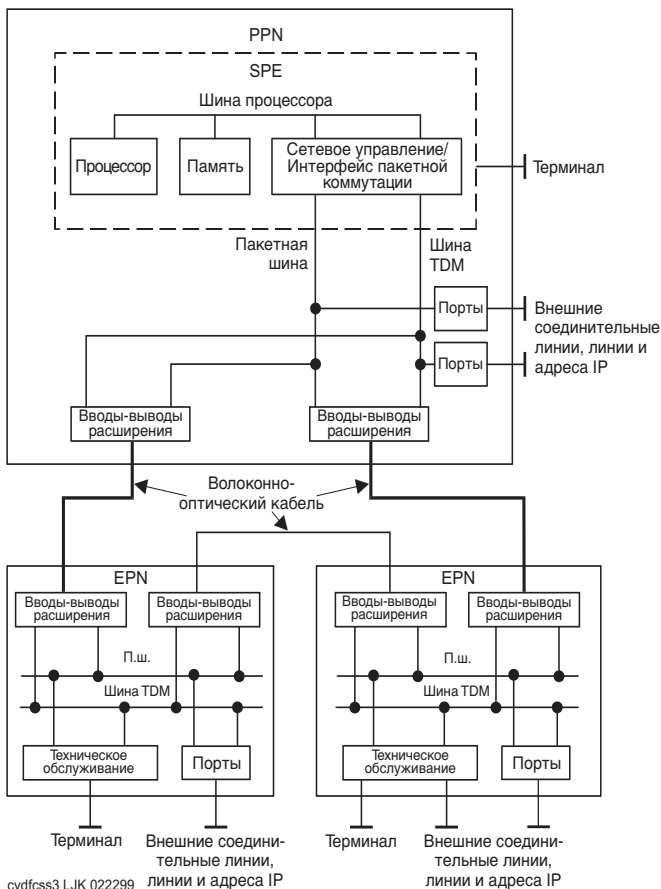 PPN
SPE
Шина процессора
Процессор
Память
Сетевое управление/
Интерфейс пакетной
коммутации
Терминал
Пакетная
шина
Шина
TDM
Порты
Порты
Внешние
соединительные
линии, линии и
адреса IP
Вводы-выводы
расширения
Вводы-выводы
расширения
Волоконно-
оптический кабель
EPN
Вводы-выводы
расширения
Вводы-выводы
расширения
П.ш.
Шина TDM
Техническое
обслуживание
Порты
Терминал
Внешние соедини-
тельные линии,
линии и адреса IP
EPN
Вводы-выводы
расширения
Вводы-выводы
расширения
П.ш.
Шина TDM
Техническое
обслуживание
Порты
Терминал
Внешние соедини-
тельные линии,
линии и адреса IP
cydfcss3 LJK 022299